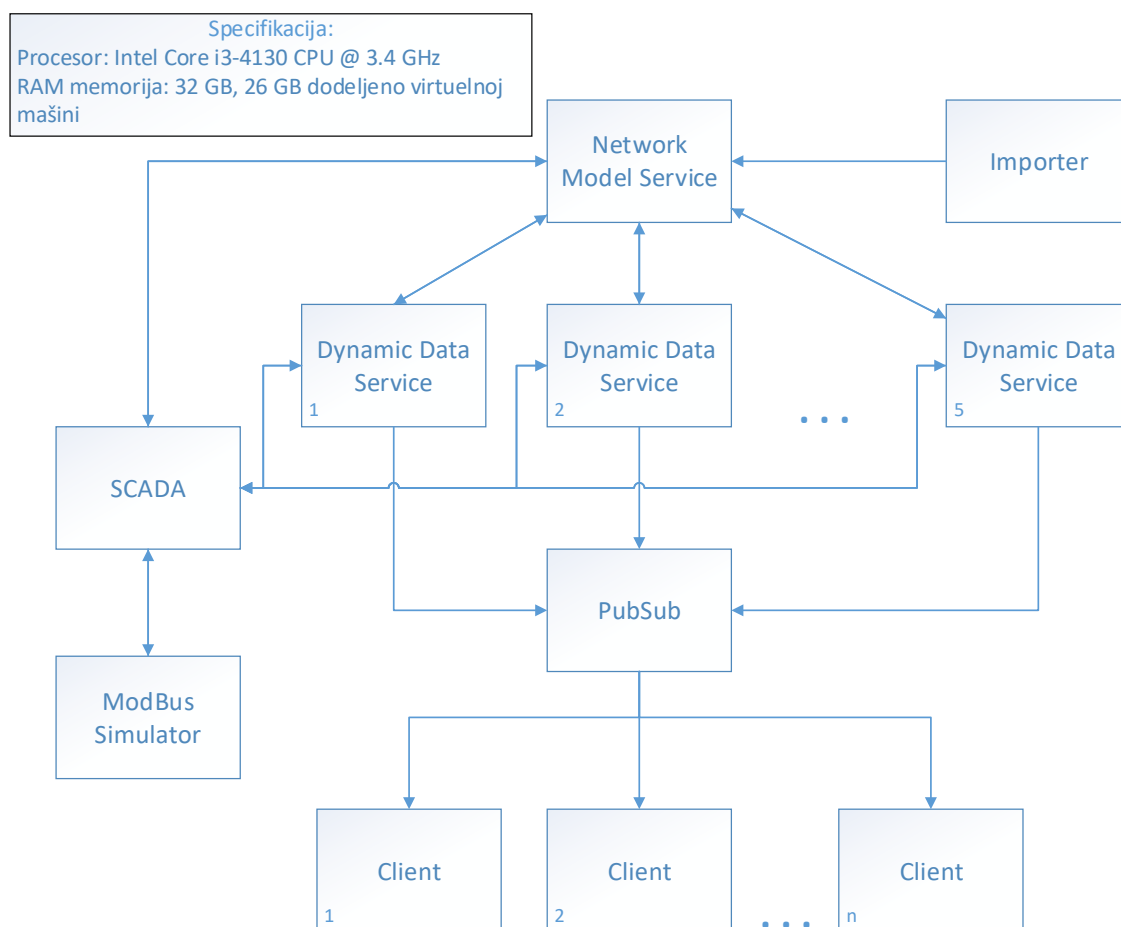 Specifikacija:
Procesor: Intel Core i3-4130 CPU @ 3.4 GHz
RAM memorija: 32 GB, 26 GB dodeljeno virtuelnoj
mašini
Network
Model Service
Importer
Dynamic Data
Service
1
Dynamic Data
Service
2
. . .
Dynamic Data
Service
5
SCADA
PubSub
ModBus
Simulator
Client
1
Client
2
. . .
Client
n